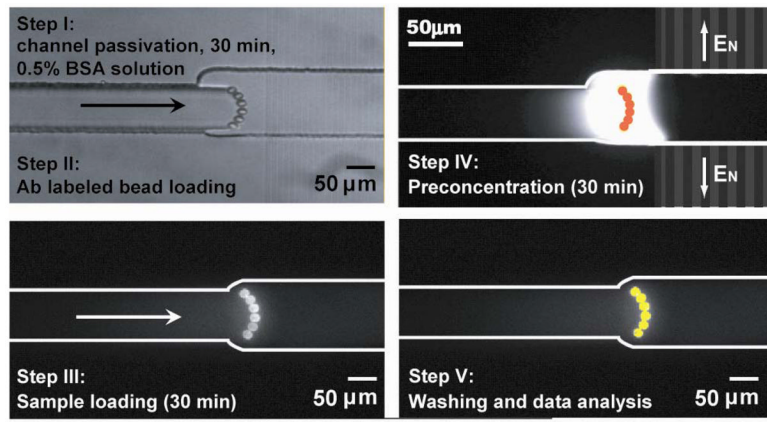 Step I:
channel passivation, 30 min,
0.5% BSA solution
Step II:
Ab labeled bead loading
50 µm
50µm
EN
Step IV:
Preconcentration (30 min)
EN
Step III:
Sample loading (30 min)
50 µm
Step V:
Washing and data analysis
50 µm